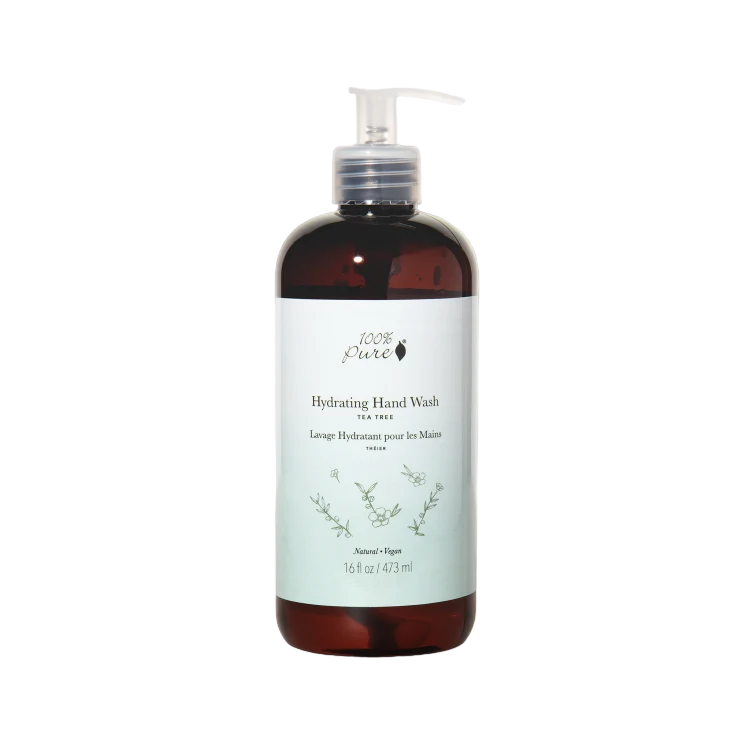 100%
Pure®
Hydrating Hand Wash
TEA TREE
Lavage Hydratant pour les Mains
THÉIER
Natural • Vegan
16 fl oz / 473 ml